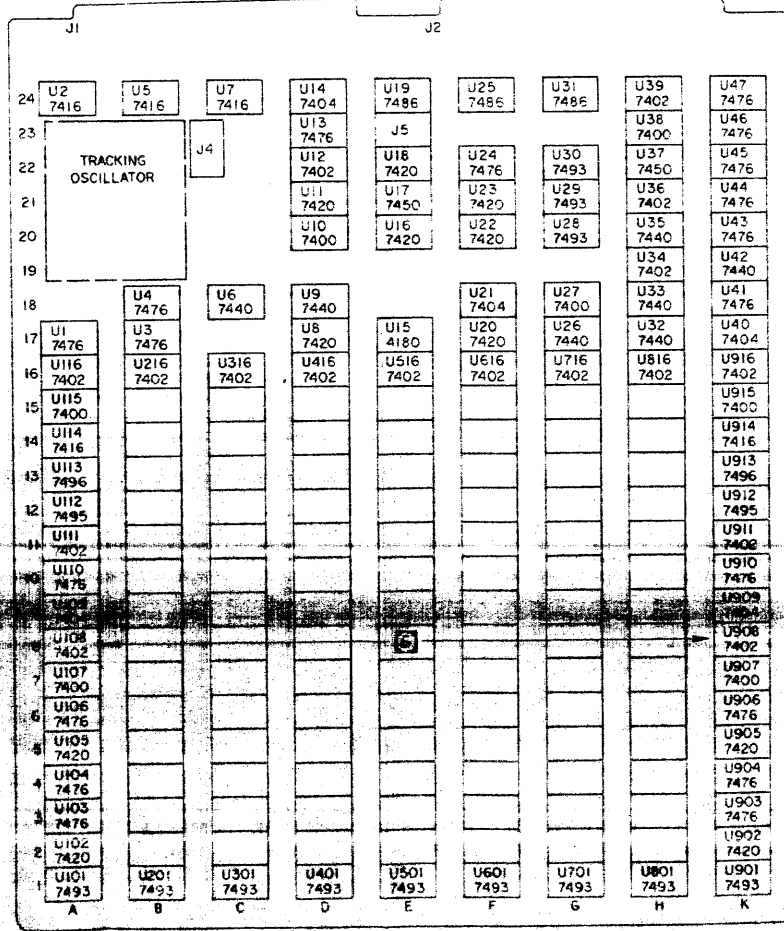 J1 J2
24 U2 7416 U5 7416 U7 7416 U14 7404 U19 7486 U25 7486 U31 7486 U39 7402 U47 7476
23 J4 U13 7476 J5 U38 7400 U46 7476
TRACKING OSCILLATOR
22 U12 7402 U18 7420 U24 7476 U30 7493 U37 7450 U45 7476
21 U11 7420 U17 7450 U23 7420 U29 7493 U36 7402 U44 7476
20 U10 7400 U16 7420 U22 7420 U28 7493 U35 7440 U43 7476
19 U34 7402 U42 7440
18 U4 7476 U6 7440 U9 7440 U21 7404 U27 7400 U33 7440 U41 7476
17 U1 7476 U3 7476 U8 7420 U15 4180 U20 7420 U26 7440 U32 7440 U40 7404
16 U116 7402 U216 7402 U316 7402 U416 7402 U516 7402 U616 7402 U716 7402 U816 7402 U916 7402
15 U115 7400 U915 7400
14 U114 7416 U914 7416
13 U113 7496 U913 7496
12 U112 7495 U912 7495
11 U111 7402 U911 7402
10 U110 7476 U910 7476
U109 U909 7404
8 U108 7402 U908 7402
7 U107 7400 U907 7400
6 U106 7476 U906 7476
5 U105 7420 U905 7420
4 U104 7476 U904 7476
3 U103 7476 U903 7476
2 U102 7420 U902 7420
1 U101 7493 U201 7493 U301 7493 U401 7493 U501 7493 U601 7493 U701 7493 U801 7493 U901 7493
A B C D E F G H K